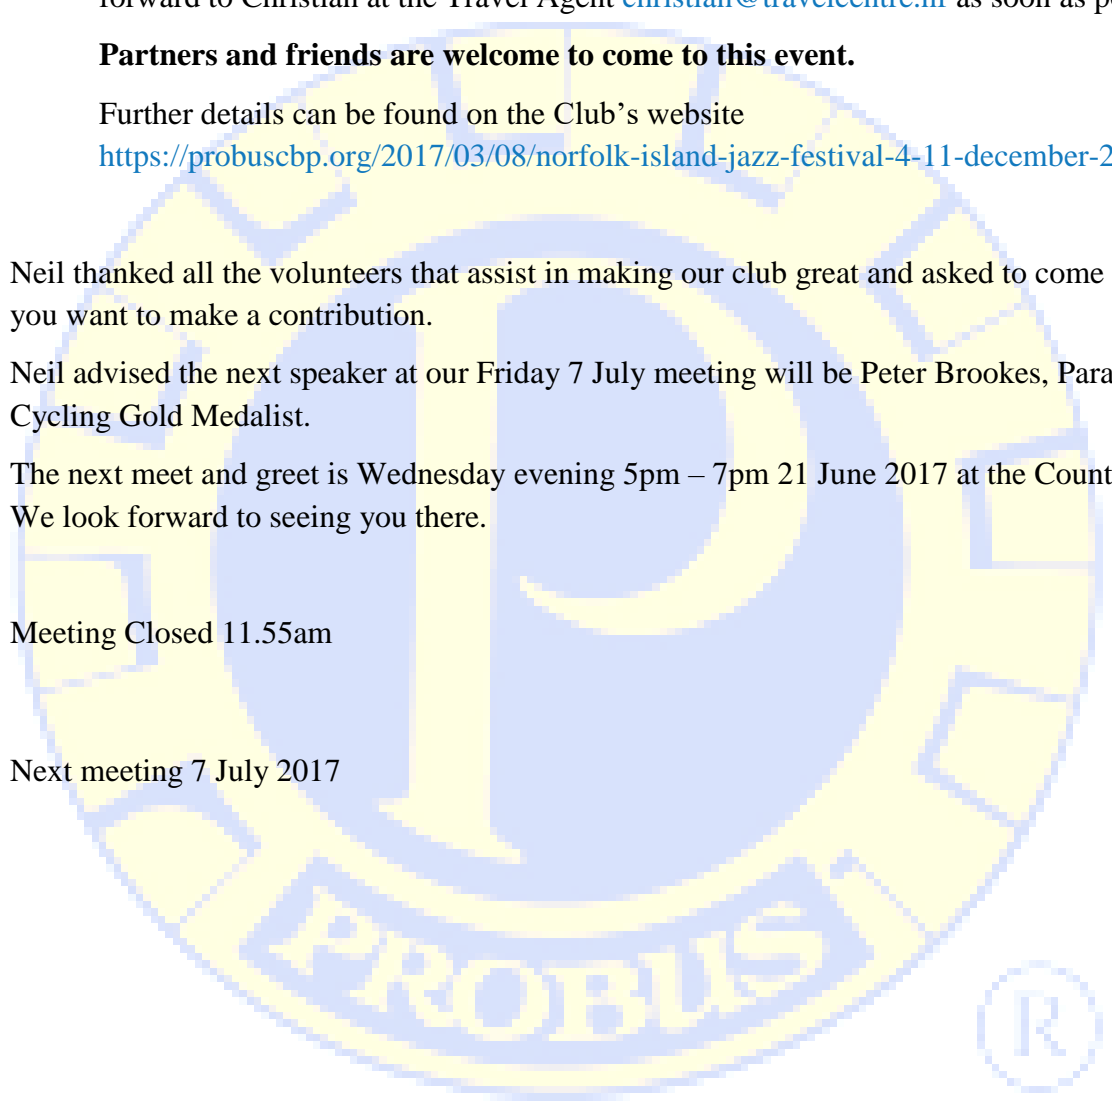 forward to Christian at the Travel Agent christian@travelcentre.nf as soon as
Partners and friends are welcome to come to this event.
Further details can be found on the Club’s website
https://probuscbp.org/2017/03/08/norfolk-island-jazz-festival-4-11-december-2
Neil thanked all the volunteers that assist in making our club great and asked to come
you want to make a contribution.
Neil advised the next speaker at our Friday 7 July meeting will be Peter Brookes, Para
Cycling Gold Medalist.
The next meet and greet is Wednesday evening 5pm – 7pm 21 June 2017 at the Count
We look forward to seeing you there.
Meeting Closed 11.55am
Next meeting 7 July 2017
PROBUS
®